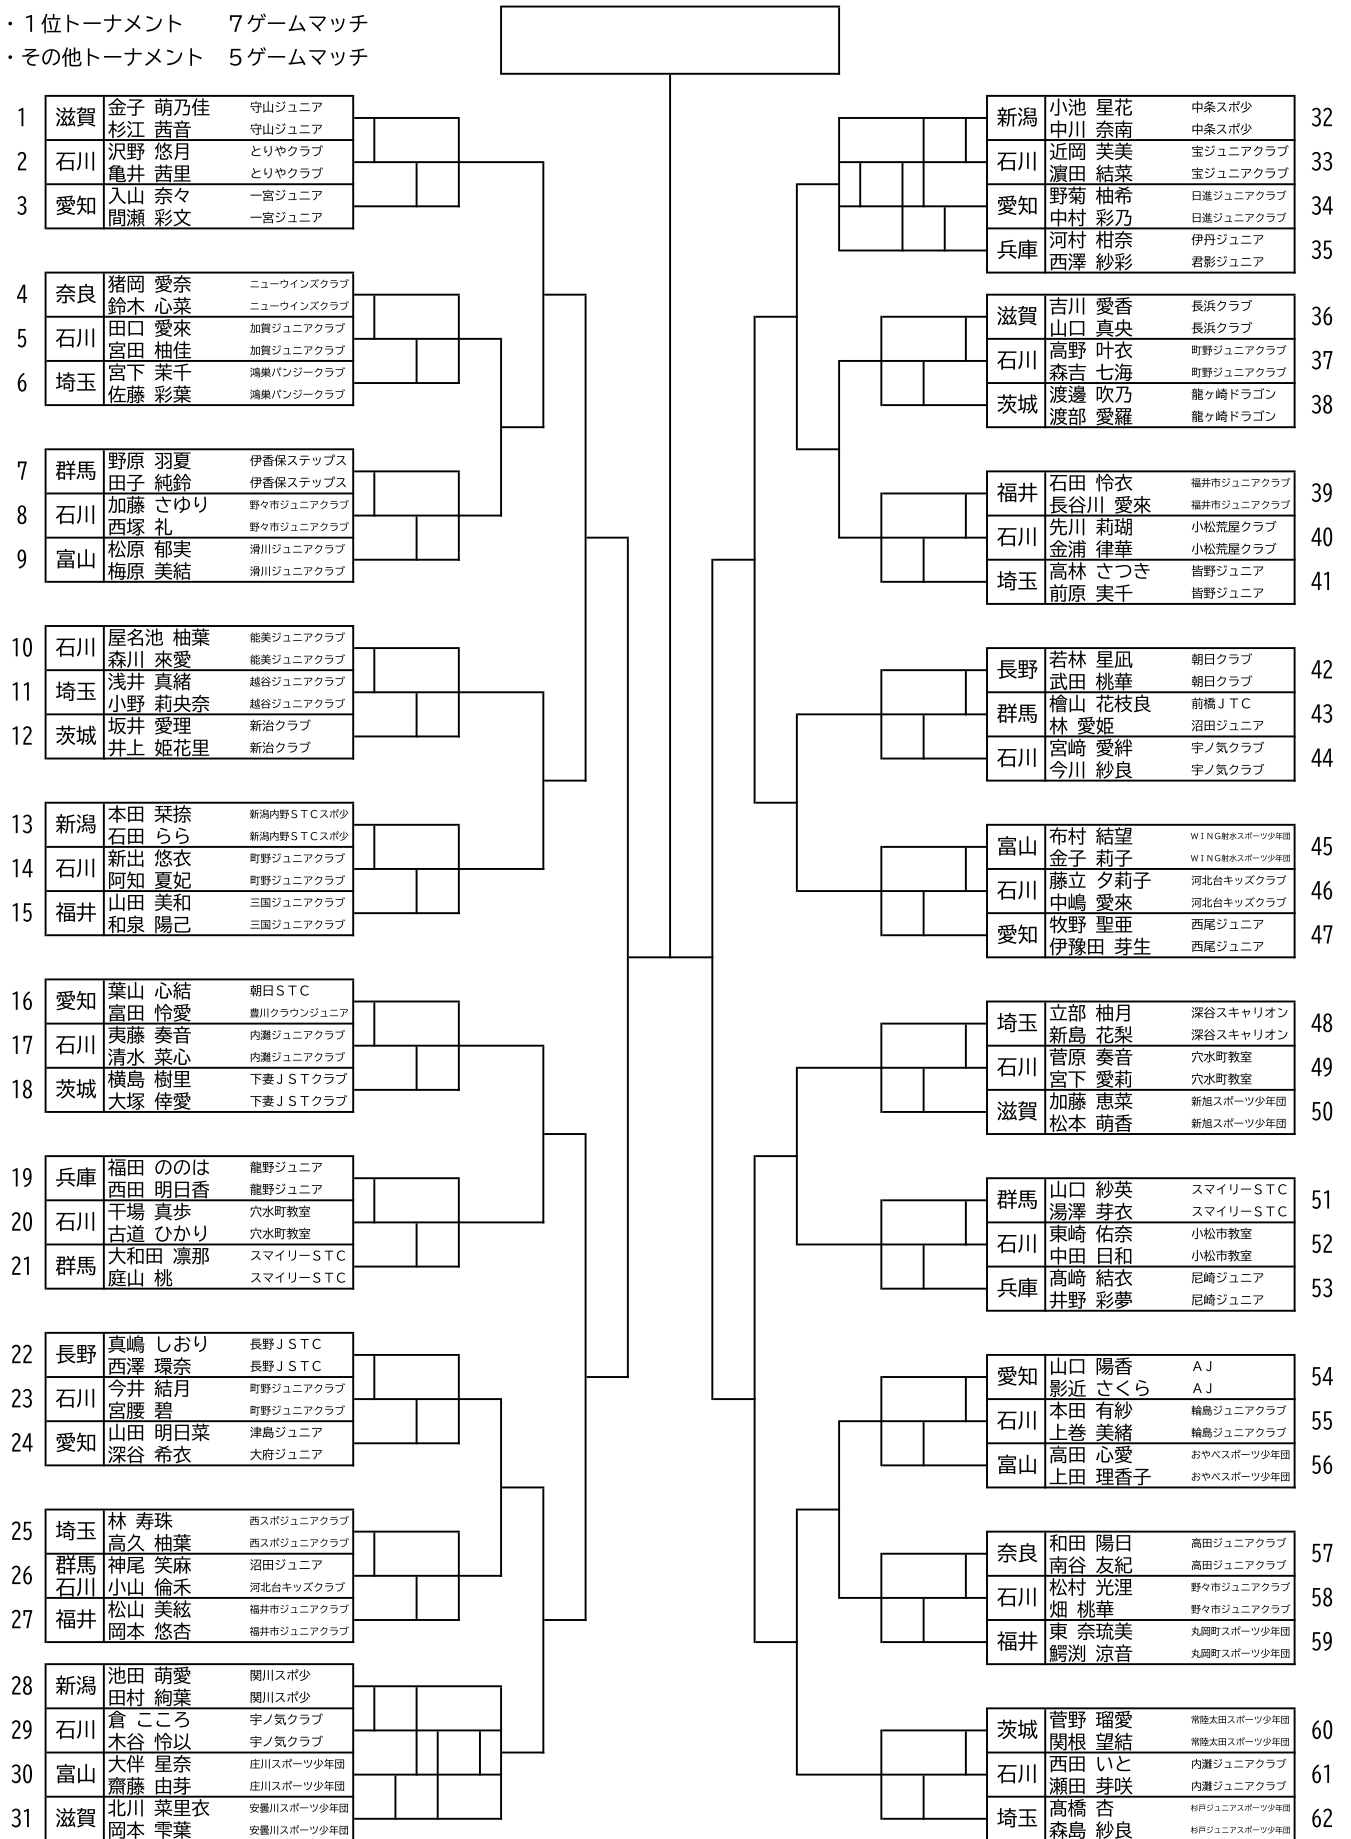 ・１位トーナメント　　７ゲームマッチ
・その他トーナメント　５ゲームマッチ
1 滋賀 金子 萌乃佳 守山ジュニア
杉江 茜音 守山ジュニア
2 石川 沢野 悠月 とりやクラブ
亀井 茜里 とりやクラブ
3 愛知 入山 奈々 一宮ジュニア
間瀬 彩文 一宮ジュニア
4 奈良 猪岡 愛奈 ニューウインズクラブ
鈴木 心菜 ニューウインズクラブ
5 石川 田口 愛來 加賀ジュニアクラブ
宮田 柚佳 加賀ジュニアクラブ
6 埼玉 宮下 茉千 鴻巣パンジークラブ
佐藤 彩葉 鴻巣パンジークラブ
7 群馬 野原 羽夏 伊香保ステップス
田子 純鈴 伊香保ステップス
8 石川 加藤 さゆり 野々市ジュニアクラブ
西塚 礼 野々市ジュニアクラブ
9 富山 松原 郁実 滑川ジュニアクラブ
梅原 美結 滑川ジュニアクラブ
10 石川 屋名池 柚葉 能美ジュニアクラブ
森川 來愛 能美ジュニアクラブ
11 埼玉 浅井 真緒 越谷ジュニアクラブ
小野 莉央奈 越谷ジュニアクラブ
12 茨城 坂井 愛理 新治クラブ
井上 姫花里 新治クラブ
13 新潟 本田 栞捺 新潟内野ＳＴＣスポ少
石田 らら 新潟内野ＳＴＣスポ少
14 石川 新出 悠衣 町野ジュニアクラブ
阿知 夏妃 町野ジュニアクラブ
15 福井 山田 美和 三国ジュニアクラブ
和泉 陽己 三国ジュニアクラブ
16 愛知 葉山 心結 朝日ＳＴＣ
富田 怜愛 豊川クラウンジュニア
17 石川 夷藤 奏音 内灘ジュニアクラブ
清水 菜心 内灘ジュニアクラブ
18 茨城 横島 樹里 下妻ＪＳＴクラブ
大塚 倖愛 下妻ＪＳＴクラブ
19 兵庫 福田 ののは 龍野ジュニア
西田 明日香 龍野ジュニア
20 石川 干場 真歩 穴水町教室
古道 ひかり 穴水町教室
21 群馬 大和田 凛那 スマイリーＳＴＣ
庭山 桃 スマイリーＳＴＣ
22 長野 真嶋 しおり 長野ＪＳＴＣ
西澤 環奈 長野ＪＳＴＣ
23 石川 今井 結月 町野ジュニアクラブ
宮腰 碧 町野ジュニアクラブ
24 愛知 山田 明日菜 津島ジュニア
深谷 希衣 大府ジュニア
25 埼玉 林 寿珠 西スポジュニアクラブ
高久 柚葉 西スポジュニアクラブ
26 群馬 神尾 笑麻 沼田ジュニア
石川 小山 倫禾 河北台キッズクラブ
27 福井 松山 美絃 福井市ジュニアクラブ
岡本 悠杏 福井市ジュニアクラブ
28 新潟 池田 萌愛 関川スポ少
田村 絢葉 関川スポ少
29 石川 倉 こころ 宇ノ気クラブ
木谷 怜以 宇ノ気クラブ
30 富山 大伴 星奈 庄川スポーツ少年団
齋藤 由芽 庄川スポーツ少年団
31 滋賀 北川 菜里衣 安曇川スポーツ少年団
岡本 雫葉 安曇川スポーツ少年団
新潟 小池 星花 中条スポ少 32
中川 奈南 中条スポ少
石川 近岡 芙美 宝ジュニアクラブ 33
濵田 結菜 宝ジュニアクラブ
愛知 野菊 柚希 日進ジュニアクラブ 34
中村 彩乃 日進ジュニアクラブ
兵庫 河村 柑奈 伊丹ジュニア 35
西澤 紗彩 君影ジュニア
滋賀 吉川 愛香 長浜クラブ 36
山口 真央 長浜クラブ
石川 高野 叶衣 町野ジュニアクラブ 37
森吉 七海 町野ジュニアクラブ
茨城 渡邊 吹乃 龍ヶ崎ドラゴン 38
渡部 愛羅 龍ヶ崎ドラゴン
福井 石田 怜衣 福井市ジュニアクラブ 39
長谷川 愛來 福井市ジュニアクラブ
石川 先川 莉瑚 小松荒屋クラブ 40
金浦 律華 小松荒屋クラブ
埼玉 高林 さつき 皆野ジュニア 41
前原 実千 皆野ジュニア
長野 若林 星凪 朝日クラブ 42
武田 桃華 朝日クラブ
群馬 檜山 花枝良 前橋ＪＴＣ 43
林 愛姫 沼田ジュニア
石川 宮﨑 愛絆 宇ノ気クラブ 44
今川 紗良 宇ノ気クラブ
富山 布村 結望 ＷＩＮＧ射水スポーツ少年団 45
金子 莉子 ＷＩＮＧ射水スポーツ少年団
石川 藤立 夕莉子 河北台キッズクラブ 46
中嶋 愛來 河北台キッズクラブ
愛知 牧野 聖亜 西尾ジュニア 47
伊豫田 芽生 西尾ジュニア
埼玉 立部 柚月 深谷スキャリオン 48
新島 花梨 深谷スキャリオン
石川 菅原 奏音 穴水町教室 49
宮下 愛莉 穴水町教室
滋賀 加藤 恵菜 新旭スポーツ少年団 50
松本 萌香 新旭スポーツ少年団
群馬 山口 紗英 スマイリーＳＴＣ 51
湯澤 芽衣 スマイリーＳＴＣ
石川 東崎 佑奈 小松市教室 52
中田 日和 小松市教室
兵庫 髙﨑 結衣 尼崎ジュニア 53
井野 彩夢 尼崎ジュニア
愛知 山口 陽香 ＡＪ 54
影近 さくら ＡＪ
石川 本田 有紗 輪島ジュニアクラブ 55
上巻 美緒 輪島ジュニアクラブ
富山 高田 心愛 おやべスポーツ少年団 56
上田 理香子 おやべスポーツ少年団
奈良 和田 陽日 高田ジュニアクラブ 57
南谷 友紀 高田ジュニアクラブ
石川 松村 光浬 野々市ジュニアクラブ 58
畑 桃華 野々市ジュニアクラブ
福井 東 奈琉美 丸岡町スポーツ少年団 59
鰐渕 涼音 丸岡町スポーツ少年団
茨城 菅野 瑠愛 常陸太田スポーツ少年団 60
関根 望結 常陸太田スポーツ少年団
石川 西田 いと 内灘ジュニアクラブ 61
瀬田 芽咲 内灘ジュニアクラブ
埼玉 髙橋 杏 杉戸ジュニアスポーツ少年団 62
森島 紗良 杉戸ジュニアスポーツ少年団